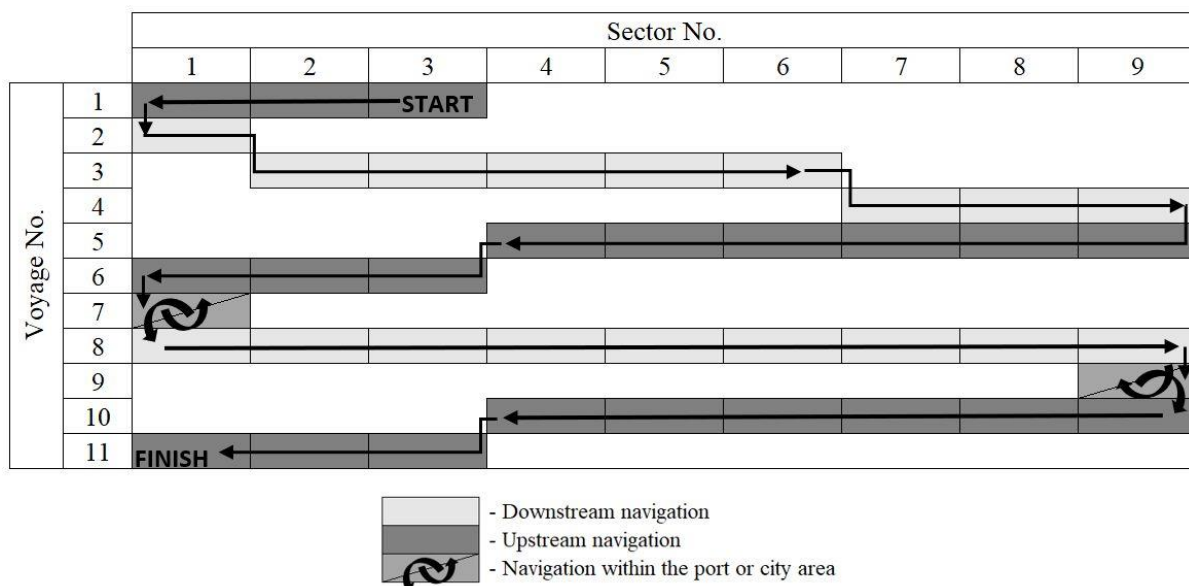 Sector No.
1 2 3 4 5 6 7 8 9
Voyage No.
1 START
2
3
4
5
6
7
8
9
10
11 FINISH
- Downstream navigation
- Upstream navigation
- Navigation within the port or city area